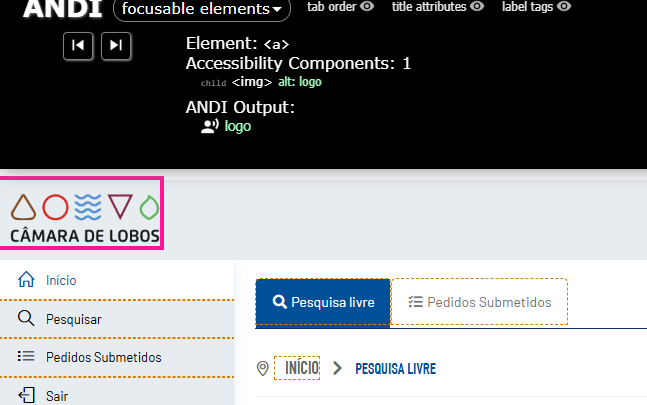 ANDI focusable elements tab order title attributes label tags
Element: <a>
Accessibility Components: 1
child <img> alt: logo
ANDI Output:
logo
CÂMARA DE LOBOS
Início
Pesquisar
Pedidos Submetidos
Sair
Pesquisa livre Pedidos Submetidos
INÍCIO PESQUISA LIVRE